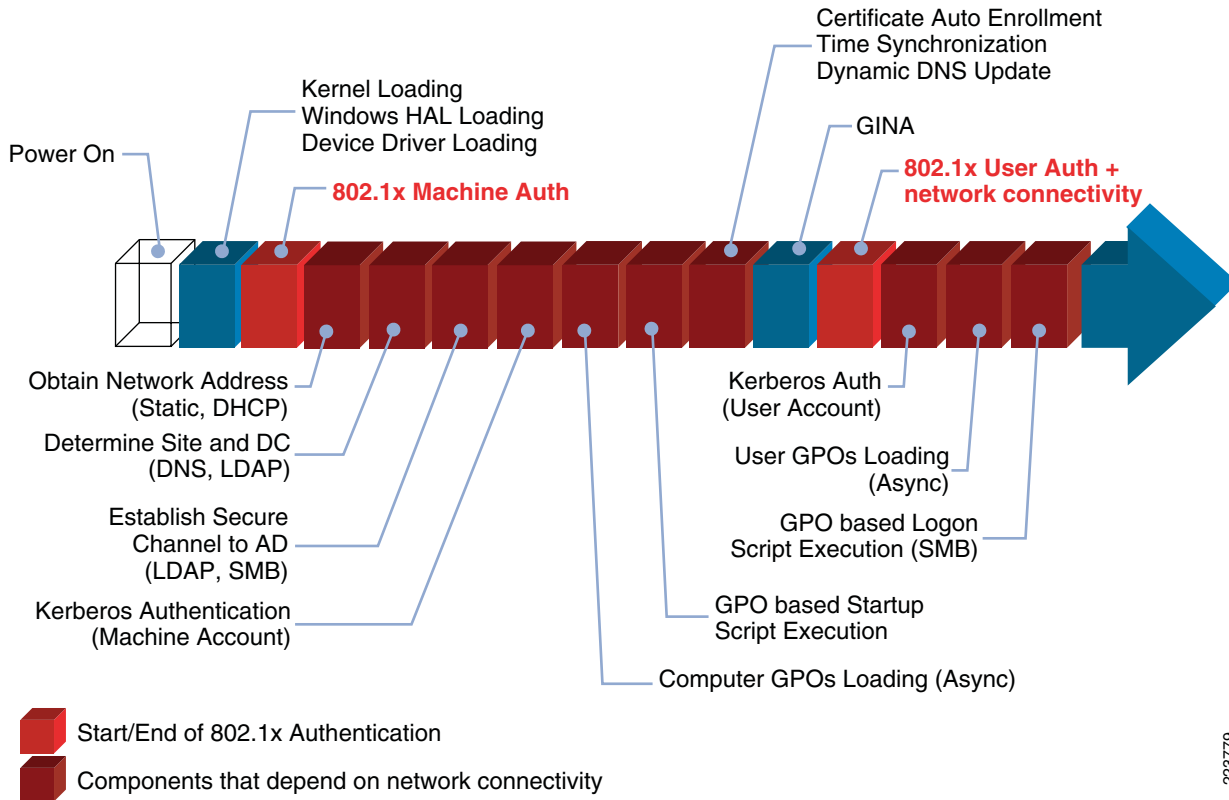 Certificate Auto Enrollment
Time Synchronization
Dynamic DNS Update
Kernel Loading
Windows HAL Loading
Device Driver Loading
GINA
Power On
802.1x Machine Auth
802.1x User Auth +
network connectivity
Obtain Network Address
(Static, DHCP)
Determine Site and DC
(DNS, LDAP)
Establish Secure
Channel to AD
(LDAP, SMB)
Kerberos Authentication
(Machine Account)
Kerberos Auth
(User Account)
User GPOs Loading
(Async)
GPO based Logon
Script Execution (SMB)
GPO based Startup
Script Execution
Computer GPOs Loading (Async)
Start/End of 802.1x Authentication
Components that depend on network connectivity
223779